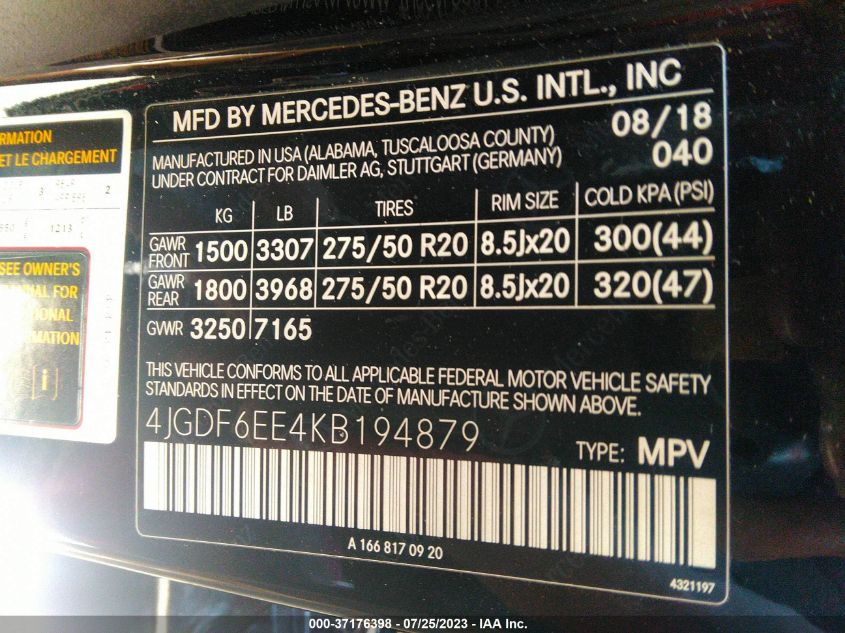 RMATION
ET LE CHARGEMENT
3
2
1213
SEE OWNER'S
FOR
MATION
MFD BY MERCEDES-BENZ U.S. INTL., INC
MANUFACTURED IN USA (ALABAMA, TUSCALOOSA COUNTY) 08/18
UNDER CONTRACT FOR DAIMLER AG, STUTTGART (GERMANY) 040
KG LB TIRES RIM SIZE COLD KPA (PSI)
GAWR FRONT 1500 3307 275/50 R20 8.5Jx20 300(44)
GAWR REAR 1800 3968 275/50 R20 8.5Jx20 320(47)
GVWR 3250 7165
THIS VEHICLE CONFORMS TO ALL APPLICABLE FEDERAL MOTOR VEHICLE SAFETY
STANDARDS IN EFFECT ON THE DATE OF MANUFACTURE SHOWN ABOVE.
4JGDF6EE4KB194879 TYPE: MPV
A 166 817 09 20
4321197
000-37176398 - 07/25/2023 - IAA Inc.